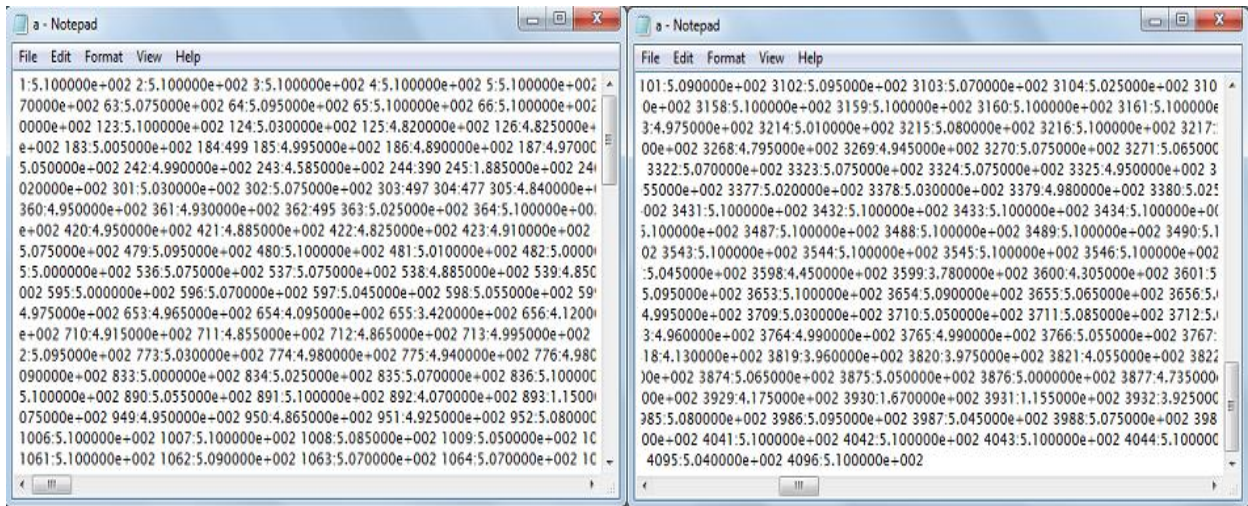 a - Notepad
File Edit Format View Help
1:5.100000e+002 2:5.100000e+002 3:5.100000e+002 4:5.100000e+002 5:5.100000e+002
70000e+002 63:5.075000e+002 64:5.095000e+002 65:5.100000e+002 66:5.100000e+002
0000e+002 123:5.100000e+002 124:5.030000e+002 125:4.820000e+002 126:4.825000e+
e+002 183:5.005000e+002 184:499 185:4.995000e+002 186:4.890000e+002 187:4.97000
5.050000e+002 242:4.990000e+002 243:4.585000e+002 244:390 245:1.885000e+002 24
020000e+002 301:5.030000e+002 302:5.075000e+002 303:497 304:477 305:4.840000e+
360:4.950000e+002 361:4.930000e+002 362:495 363:5.025000e+002 364:5.100000e+00
e+002 420:4.950000e+002 421:4.885000e+002 422:4.825000e+002 423:4.910000e+002
5.075000e+002 479:5.095000e+002 480:5.100000e+002 481:5.010000e+002 482:5.0000
5:5.000000e+002 536:5.075000e+002 537:5.075000e+002 538:4.885000e+002 539:4.850
002 595:5.000000e+002 596:5.070000e+002 597:5.045000e+002 598:5.055000e+002 59
4.975000e+002 653:4.965000e+002 654:4.095000e+002 655:3.420000e+002 656:4.1200
e+002 710:4.915000e+002 711:4.855000e+002 712:4.865000e+002 713:4.995000e+002
2:5.095000e+002 773:5.030000e+002 774:4.980000e+002 775:4.940000e+002 776:4.980
090000e+002 833:5.000000e+002 834:5.025000e+002 835:5.070000e+002 836:5.100000
5.100000e+002 890:5.055000e+002 891:5.100000e+002 892:4.070000e+002 893:1.1500
075000e+002 949:4.950000e+002 950:4.865000e+002 951:4.925000e+002 952:5.080000
1006:5.100000e+002 1007:5.100000e+002 1008:5.085000e+002 1009:5.050000e+002 10
1061:5.100000e+002 1062:5.090000e+002 1063:5.070000e+002 1064:5.070000e+002 10
a - Notepad
File Edit Format View Help
101:5.090000e+002 3102:5.095000e+002 3103:5.070000e+002 3104:5.025000e+002 310
0e+002 3158:5.100000e+002 3159:5.100000e+002 3160:5.100000e+002 3161:5.100000e
3:4.975000e+002 3214:5.010000e+002 3215:5.080000e+002 3216:5.100000e+002 3217:
00e+002 3268:4.795000e+002 3269:4.945000e+002 3270:5.075000e+002 3271:5.065000
3322:5.070000e+002 3323:5.075000e+002 3324:5.075000e+002 3325:4.950000e+002 3
55000e+002 3377:5.020000e+002 3378:5.030000e+002 3379:4.980000e+002 3380:5.025
002 3431:5.100000e+002 3432:5.100000e+002 3433:5.100000e+002 3434:5.100000e+00
5.100000e+002 3487:5.100000e+002 3488:5.100000e+002 3489:5.100000e+002 3490:5.1
02 3543:5.100000e+002 3544:5.100000e+002 3545:5.100000e+002 3546:5.100000e+002
:5.045000e+002 3598:4.450000e+002 3599:3.780000e+002 3600:4.305000e+002 3601:5
5.095000e+002 3653:5.100000e+002 3654:5.090000e+002 3655:5.065000e+002 3656:5.
4.995000e+002 3709:5.030000e+002 3710:5.050000e+002 3711:5.085000e+002 3712:5.
3:4.960000e+002 3764:4.990000e+002 3765:4.990000e+002 3766:5.055000e+002 3767:
18:4.130000e+002 3819:3.960000e+002 3820:3.975000e+002 3821:4.055000e+002 3822
0e+002 3874:5.065000e+002 3875:5.050000e+002 3876:5.000000e+002 3877:4.735000
00e+002 3929:4.175000e+002 3930:1.670000e+002 3931:1.155000e+002 3932:3.925000
985:5.080000e+002 3986:5.095000e+002 3987:5.045000e+002 3988:5.075000e+002 398
00e+002 4041:5.100000e+002 4042:5.100000e+002 4043:5.100000e+002 4044:5.100000
4095:5.040000e+002 4096:5.100000e+002